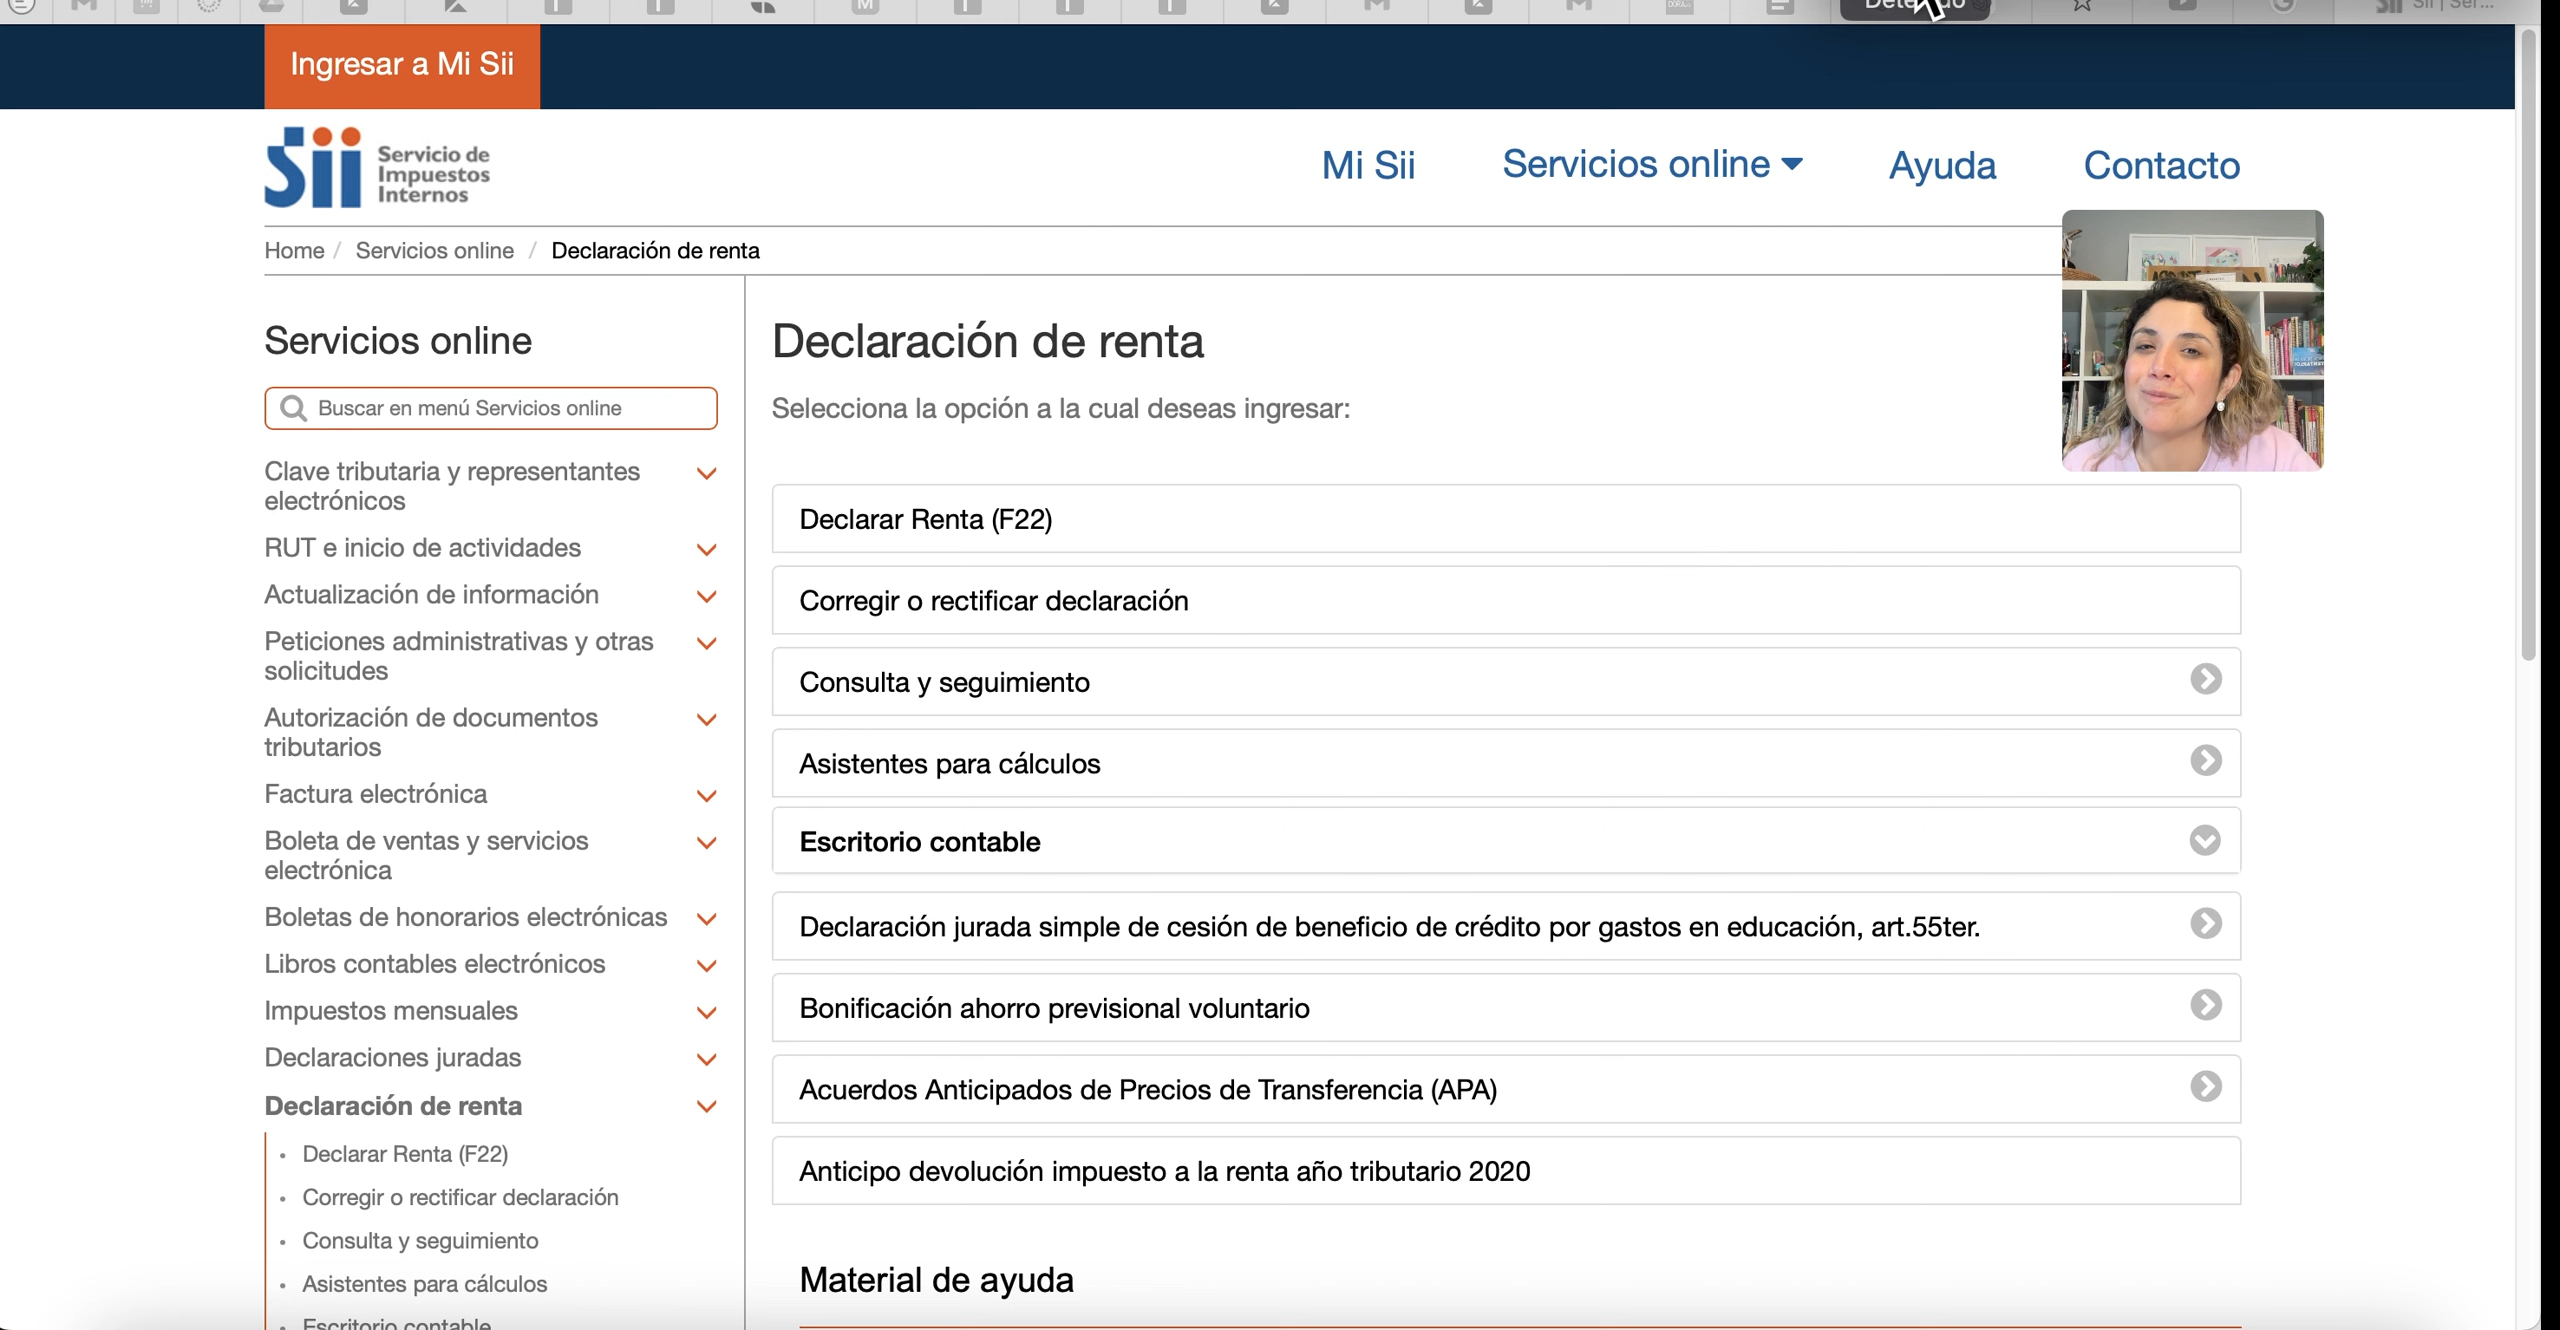 Ingresar a Mi Sii
Sii Servicio de
Impuestos
Internos
Mi Sii
Servicios online
Ayuda
Contacto
Home / Servicios online / Declaración de renta
Servicios online
Buscar en menú Servicios online
Clave tributaria y representantes
electrónicos
RUT e inicio de actividades
Actualización de información
Peticiones administrativas y otras
solicitudes
Autorización de documentos
tributarios
Factura electrónica
Boleta de ventas y servicios
electrónica
Boletas de honorarios electrónicas
Libros contables electrónicos
Impuestos mensuales
Declaraciones juradas
Declaración de renta
Declarar Renta (F22)
Corregir o rectificar declaración
Consulta y seguimiento
Asistentes para cálculos
Escritorio contable
Declaración de renta
Selecciona la opción a la cual deseas ingresar:
Declarar Renta (F22)
Corregir o rectificar declaración
Consulta y seguimiento
Asistentes para cálculos
Escritorio contable
Declaración jurada simple de cesión de beneficio de crédito por gastos en educación, art.55ter.
Bonificación ahorro previsional voluntario
Acuerdos Anticipados de Precios de Transferencia (APA)
Anticipo devolución impuesto a la renta año tributario 2020
Material de ayuda